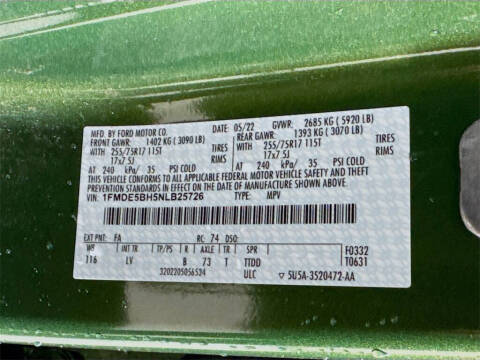 MFD. BY FORD MOTOR CO.
05/22 GVWR: 2685 KG ( 5920 LB)
FRONT GAWR: 1402 KG ( 3090 LB) REAR GAWR: 1393 KG ( 3070 LB)
WITH 255/75R17 115T TIRES WITH 255/75R17 115T TIRES
17x7.5J RIMS 17x7.5J RIMS
AT 240 kPa/ 35 PSI COLD AT 240 kPa/ 35 PSI COLD
THIS VEHICLE CONFORMS TO ALL APPLICABLE FEDERAL MOTOR VEHICLE SAFETY AND BUMPER STANDARDS IN EFFECT ON THE DATE OF MANUFACTURE SHOWN ABOVE.
VIN: 1FMDE5BH5NLB25726 TYPE: MPV
EXT PNT: FA RC: 74 DSO:
WB INT TR TP/PS R AXLE TR SPR F0332
116 LV B 73 T TTDD T0631
3202205056534 ULC ▽ 5U5A-3520472-AA